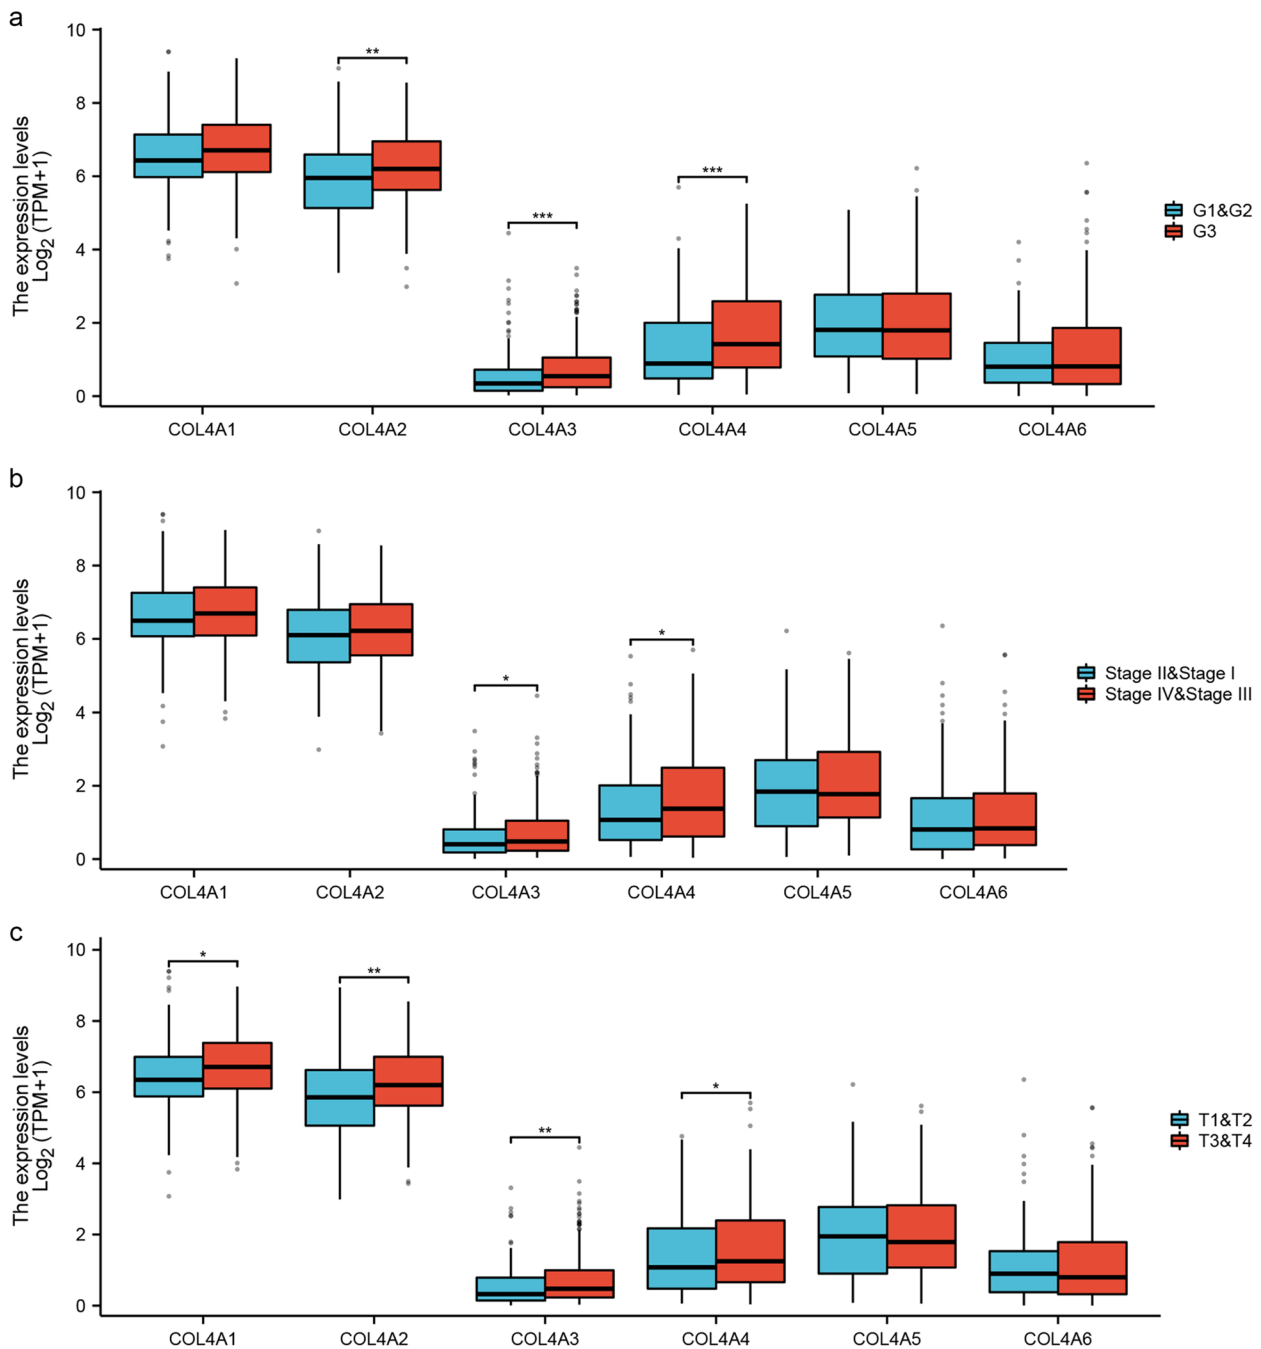 a
The expression levels
Log2 (TPM+1)
10
8
6
4
2
0
**
***
***
COL4A1
COL4A2
COL4A3
COL4A4
COL4A5
COL4A6
G1&G2
G3
b
The expression levels
Log2 (TPM+1)
10
8
6
4
2
0
*
*
COL4A1
COL4A2
COL4A3
COL4A4
COL4A5
COL4A6
Stage II&Stage I
Stage IV&Stage III
c
The expression levels
Log2 (TPM+1)
10
8
6
4
2
0
*
**
**
*
COL4A1
COL4A2
COL4A3
COL4A4
COL4A5
COL4A6
T1&T2
T3&T4